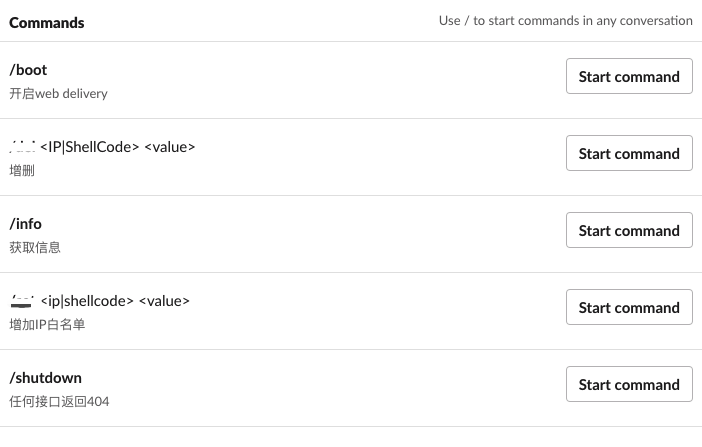 Commands
Use / to start commands in any conversation
/boot
开启web delivery
Start command
<IP|ShellCode> <value>
增删
Start command
/info
获取信息
Start command
<ip|shellcode> <value>
增加IP白名单
Start command
/shutdown
任何接口返回404
Start command